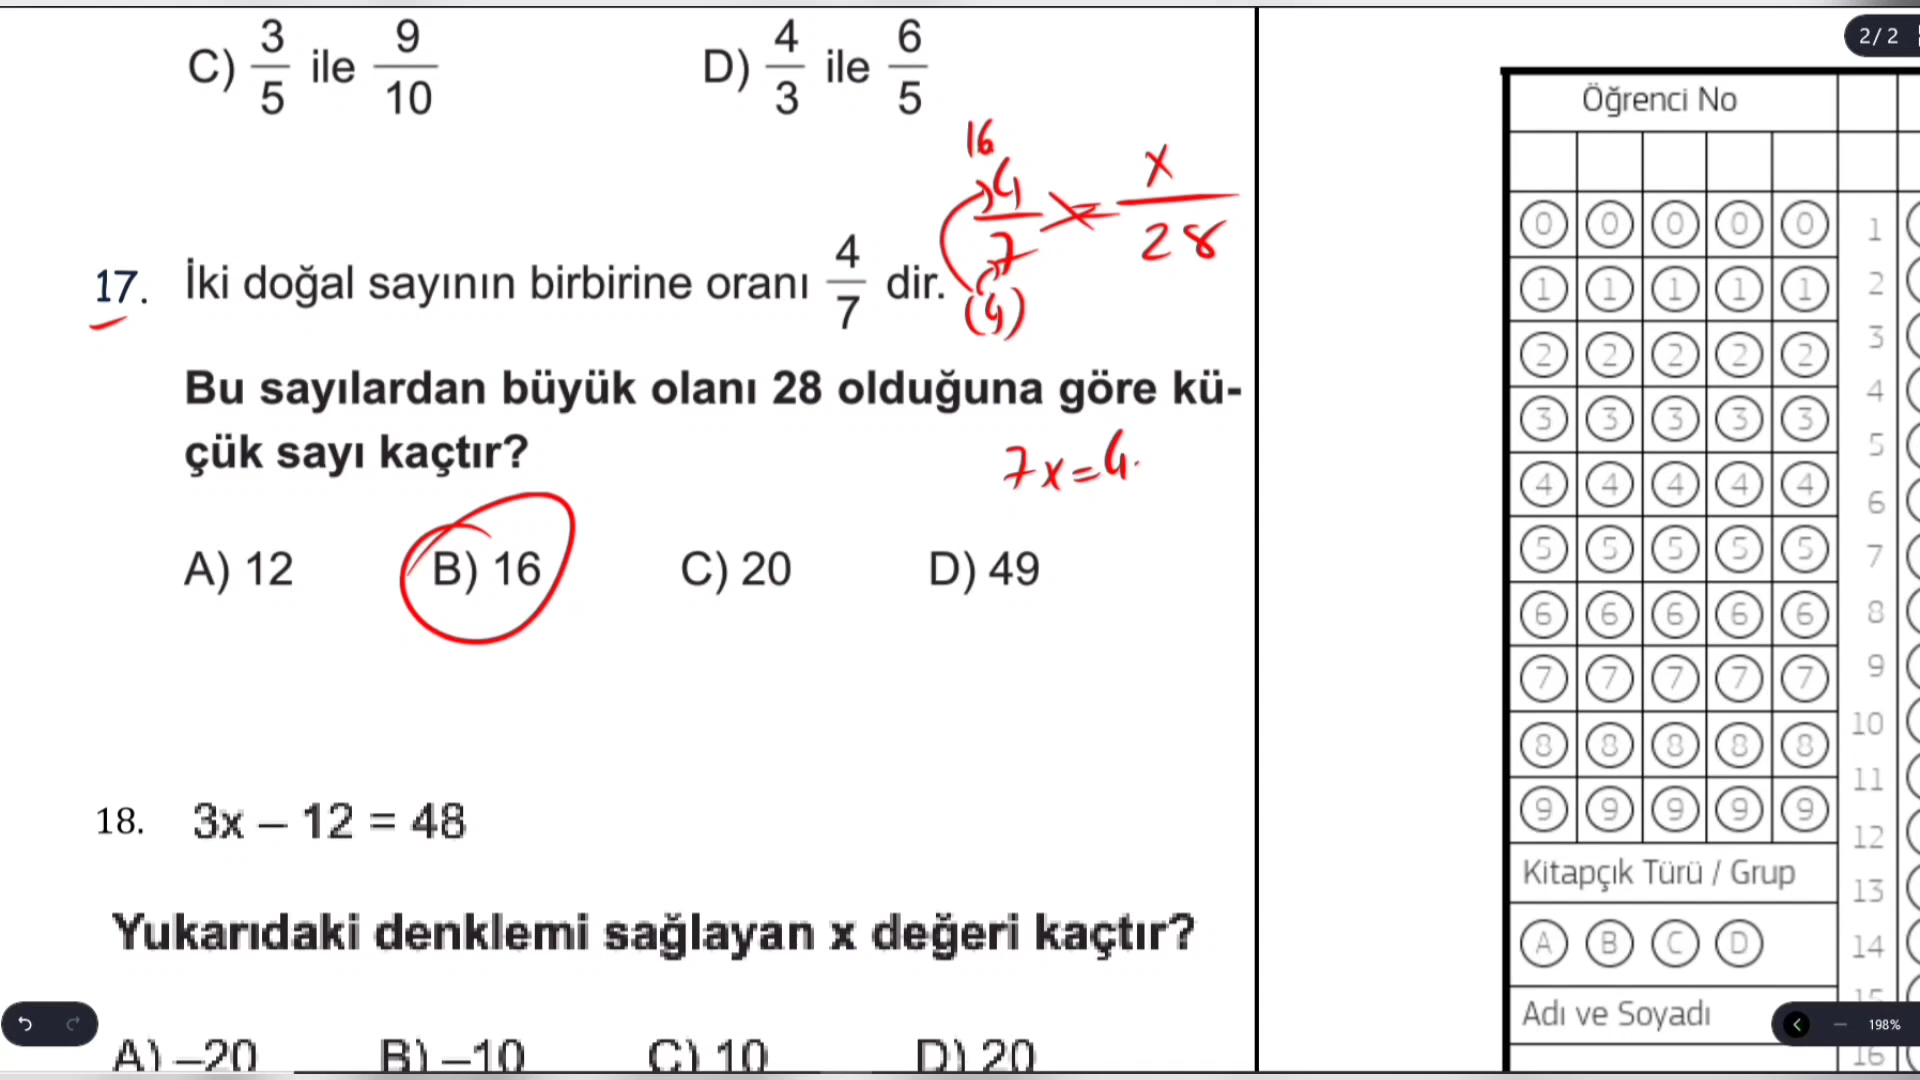 C) 3/5 ile 9/10
D) 4/3 ile 6/5
16
4/7 = x/28
(4)
17. İki doğal sayının birbirine oranı 4/7 dir.
Bu sayılardan büyük olanı 28 olduğuna göre kü-
çük sayı kaçtır?
7x=4.
A) 12 B) 16 C) 20 D) 49
18. 3x – 12 = 48
Yukarıdaki denklemi sağlayan x değeri kaçtır?
A) –20 B) –10 C) 10 D) 20
2/2
Öğrenci No
0 0 0 0 0
1 1 1 1 1
2 2 2 2 2
3 3 3 3 3
4 4 4 4 4
5 5 5 5 5
6 6 6 6 6
7 7 7 7 7
8 8 8 8 8
9 9 9 9 9
Kitapçık Türü / Grup
A B C D
Adı ve Soyadı
1
2
3
4
5
6
7
8
9
10
11
12
13
14
15
16
198%